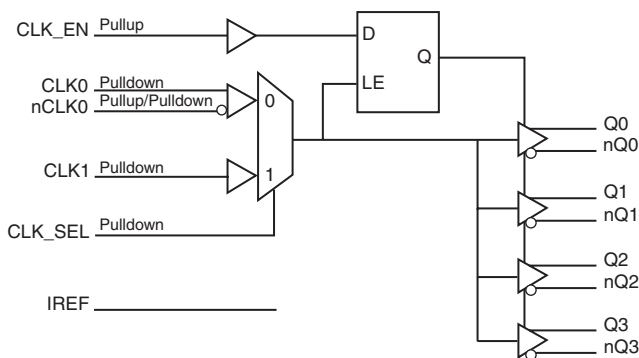 CLK_EN Pullup
D
Q
LE
CLK0 Pulldown
nCLK0 Pullup/Pulldown
0
CLK1 Pulldown
1
CLK_SEL Pulldown
IREF
Q0
nQ0
Q1
nQ1
Q2
nQ2
Q3
nQ3